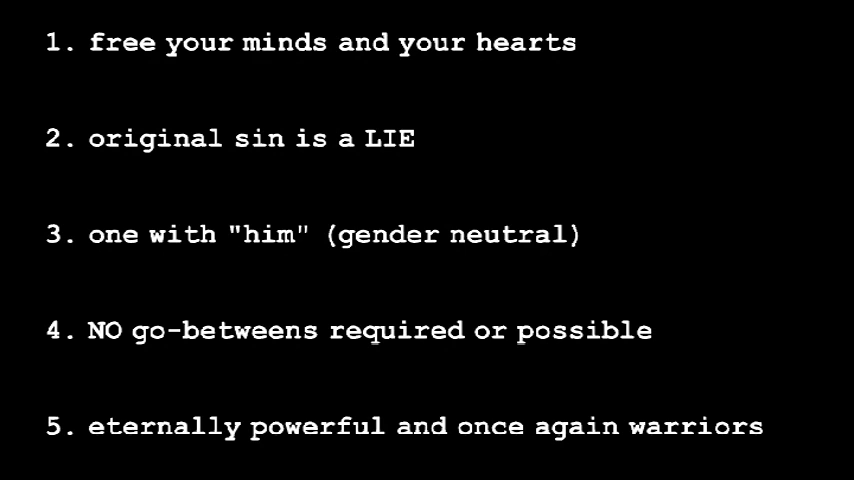 1. free your minds and your hearts
2. original sin is a LIE
3. one with "him" (gender neutral)
4. NO go-betweens required or possible
5. eternally powerful and once again warriors